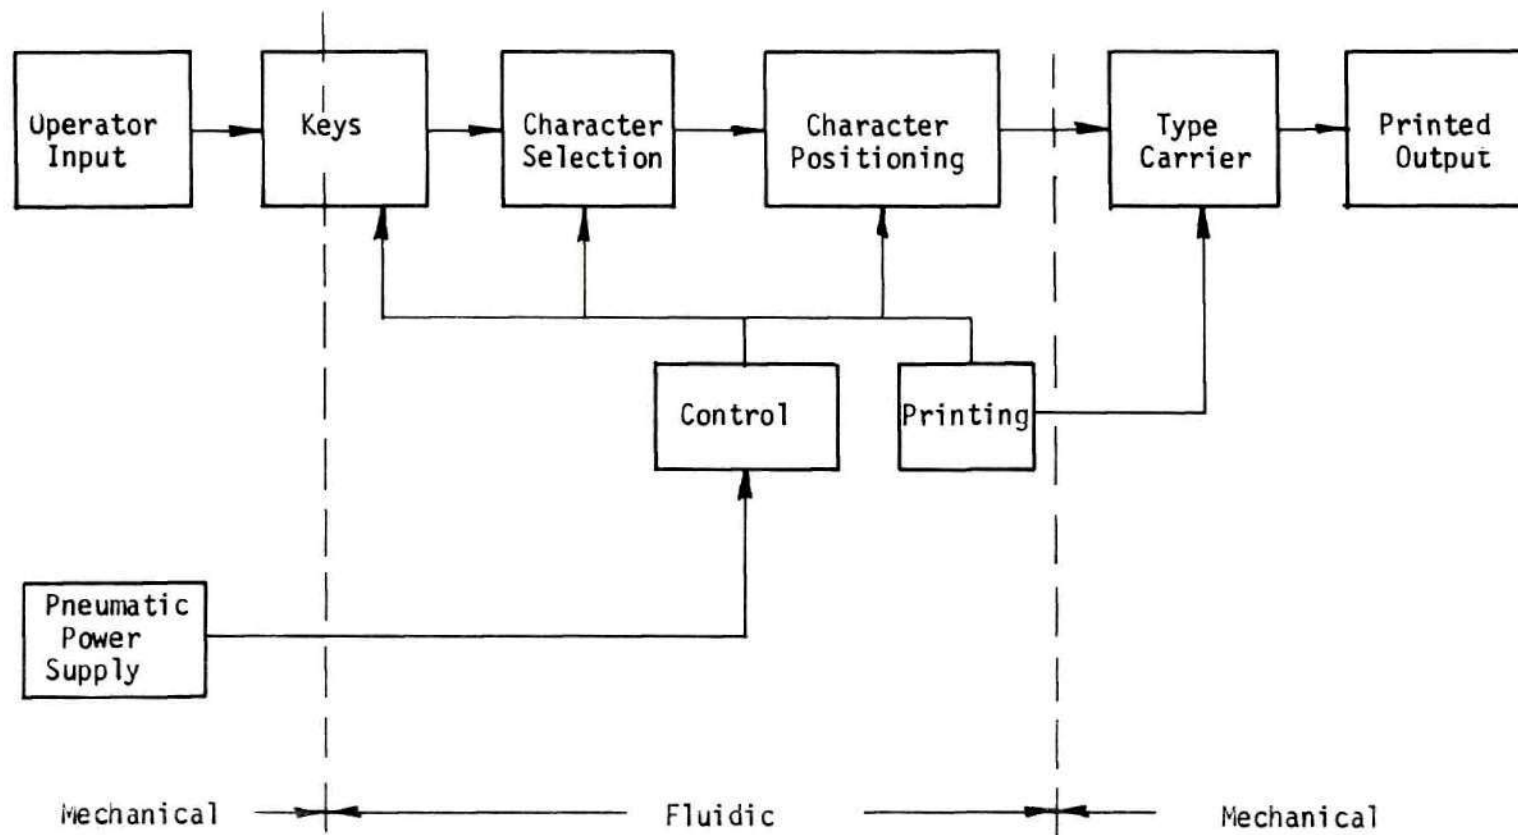 Operator
Input
Keys
Character
Selection
Character
Positioning
Type
Carrier
Printed
Output
Control
Printing
Pneumatic
Power
Supply
Mechanical
Fluidic
Mechanical